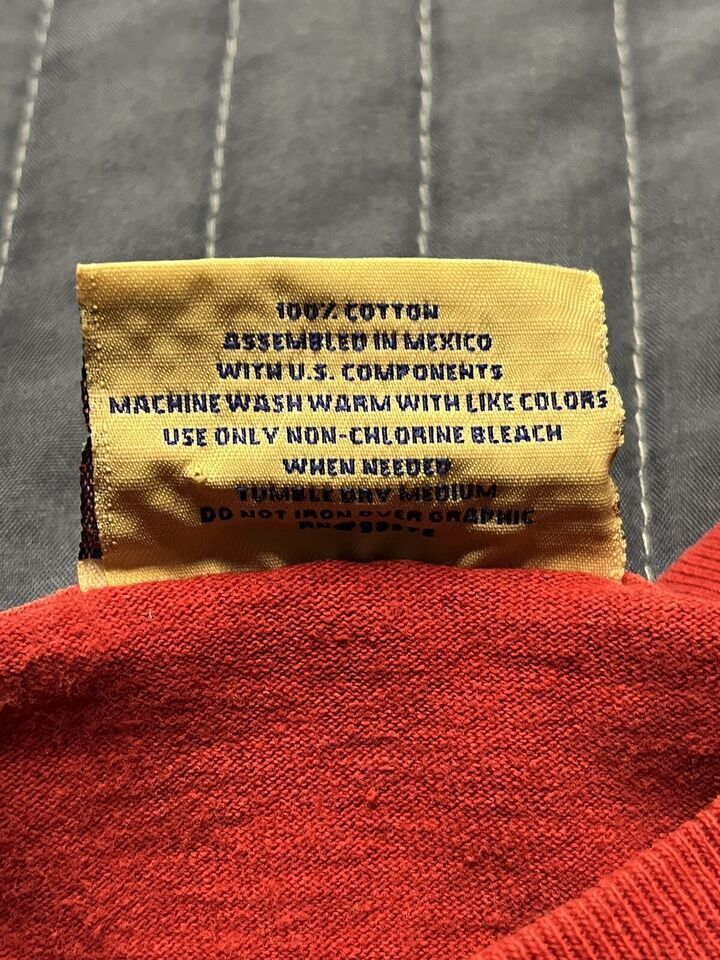 100% COTTON
ASSEMBLED IN MEXICO
WITH U.S. COMPONENTS
MACHINE WASH WARM WITH LIKE COLORS
USE ONLY NON-CHLORINE BLEACH
WHEN NEEDED
TUMBLE DRY MEDIUM
DO NOT IRON OVER GRAPHIC